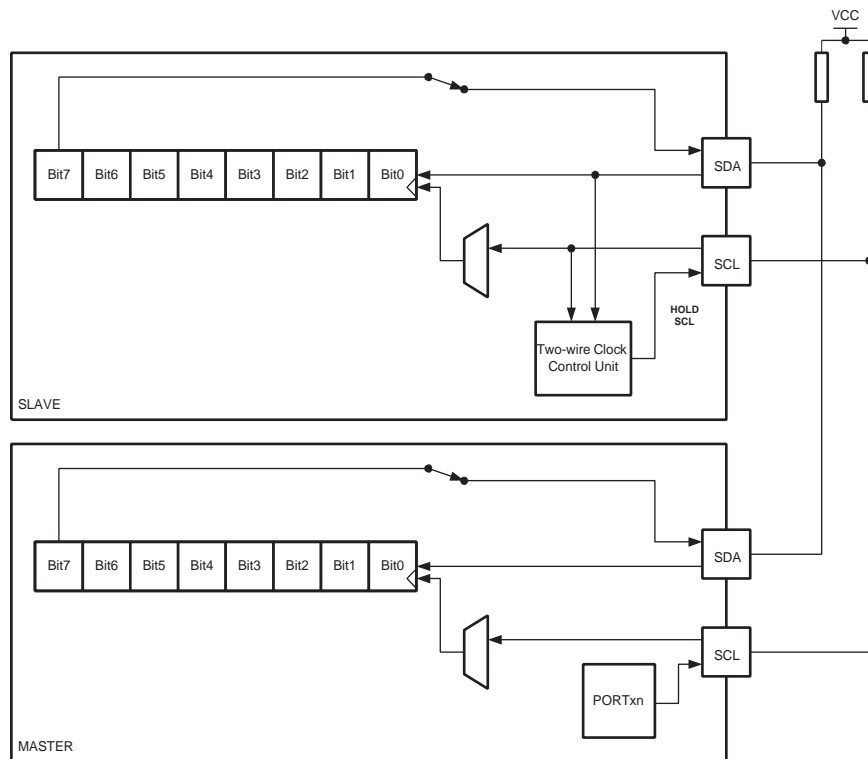 VCC
Bit7 Bit6 Bit5 Bit4 Bit3 Bit2 Bit1 Bit0
SDA
SCL
HOLD
SCL
Two-wire Clock
Control Unit
SLAVE
Bit7 Bit6 Bit5 Bit4 Bit3 Bit2 Bit1 Bit0
SDA
SCL
PORTxn
MASTER